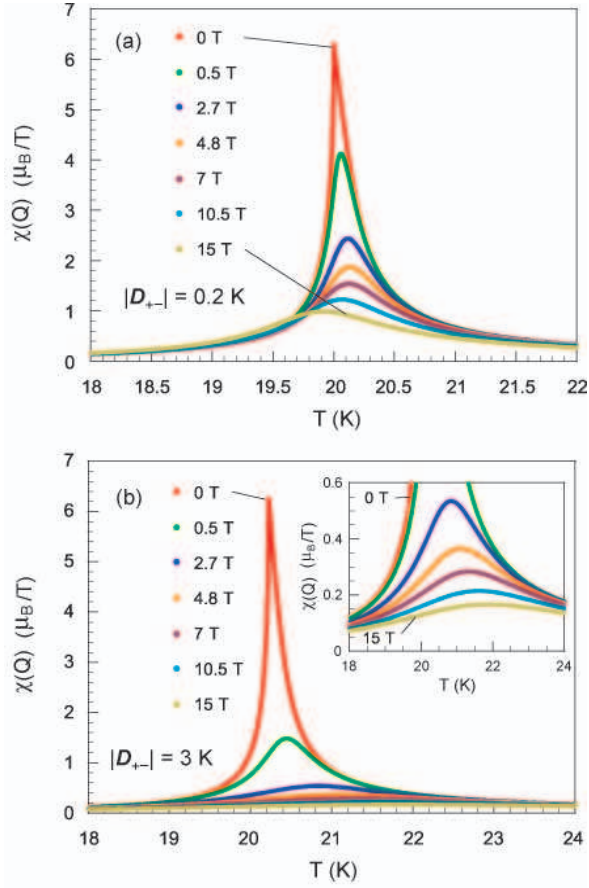 7
6
5
4
3
2
1
0
χ(Q) (μB/T)
(a)
0 T
0.5 T
2.7 T
4.8 T
7 T
10.5 T
15 T
|D+−| = 0.2 K
18 18.5 19 19.5 20 20.5 21 21.5 22
T (K)
7
6
5
4
3
2
1
0
χ(Q) (μB/T)
(b)
0 T
0.5 T
2.7 T
4.8 T
7 T
10.5 T
15 T
|D+−| = 3 K
0.6
0.4
0.2
0
χ(Q) (μB/T)
0 T
15 T
18 20 22 24
T (K)
18 19 20 21 22 23 24
T (K)